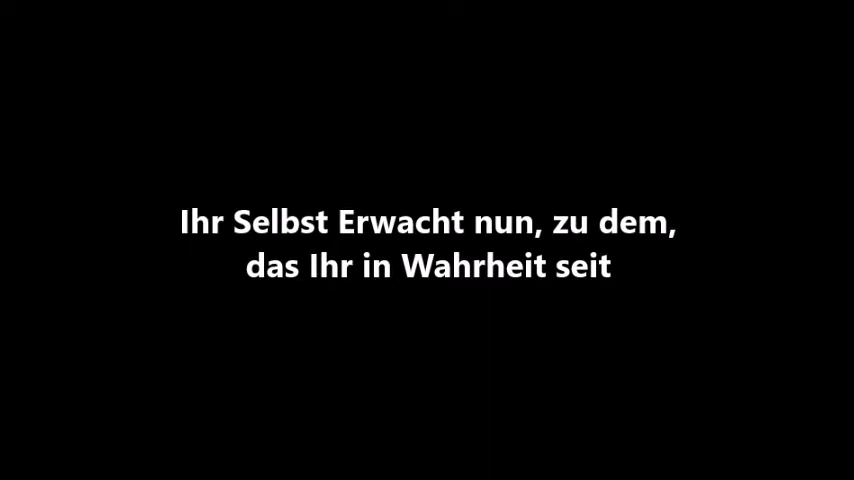 Ihr Selbst Erwacht nun, zu dem,
das Ihr in Wahrheit seit